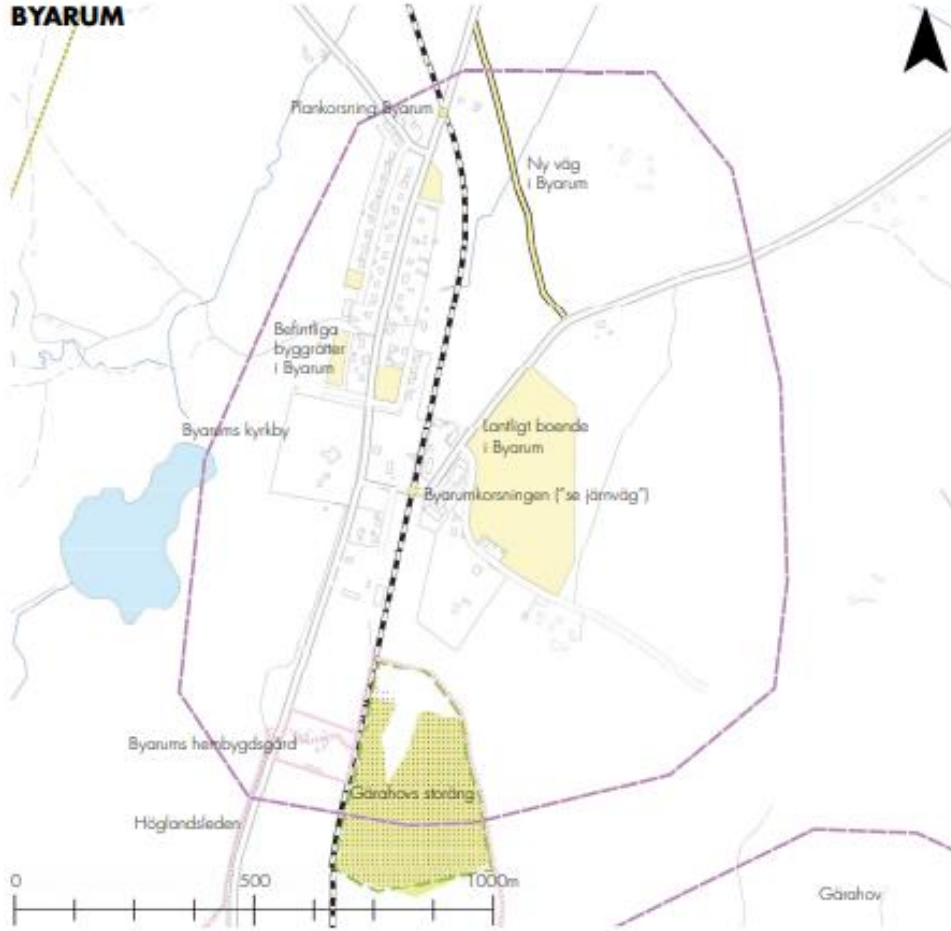 BYARUM
Plankorsning Byarum
Ny väg
i Byarum
Befintliga
byggrätter
i Byarum
Byarums kyrkby
Lantligt boende
i Byarum
Byarumkorsningen ("se järnväg")
Byarums hembygdsgård
Gärahovs storäng
Höglandsleden
0 500 1000m
Gärahov